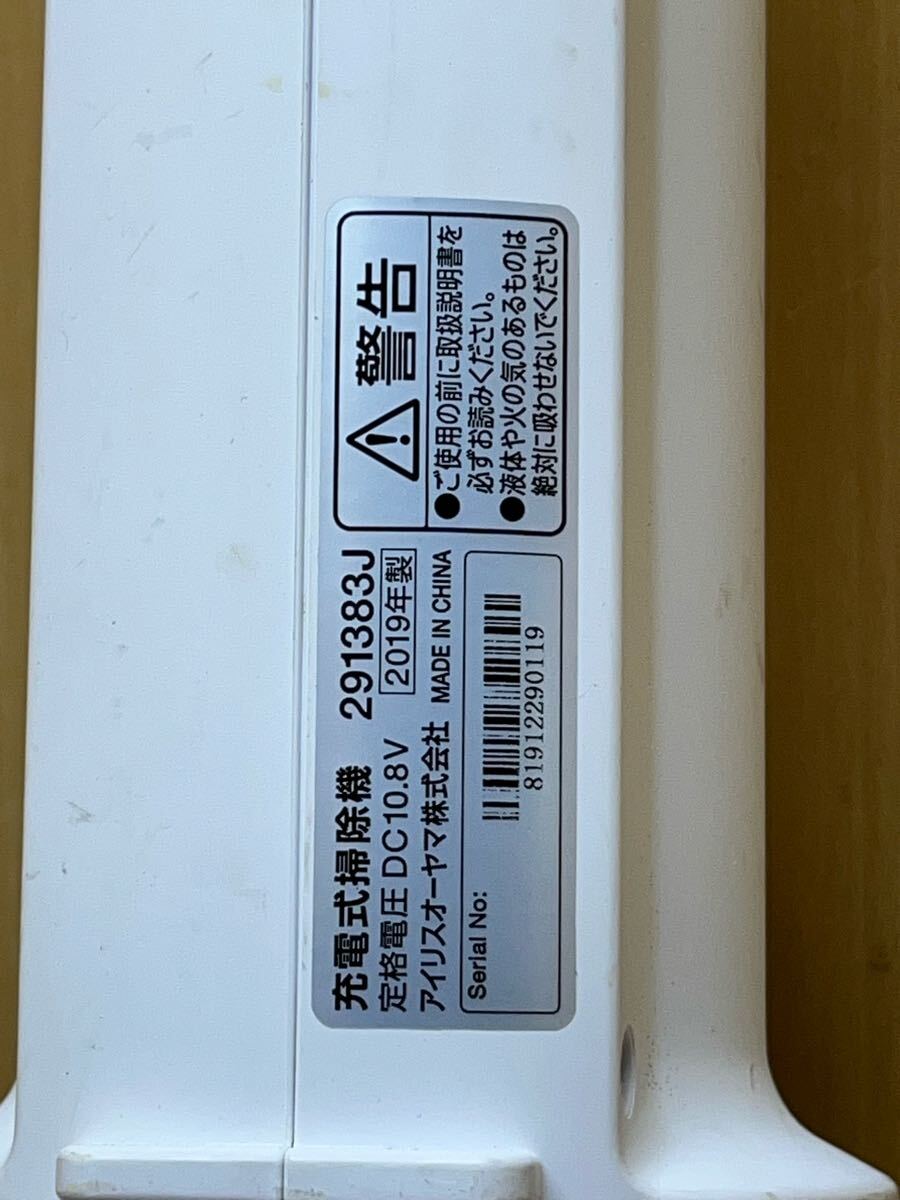 充電式掃除機 291383J
定格電圧 DC10.8V 2019年製
アイリスオーヤマ株式会社 MADE IN CHINA
Serial No:
81912290119
警告
●ご使用の前に取扱説明書を
必ずお読みください。
●液体や火の気のあるものは
絶対に吸わせないでください。